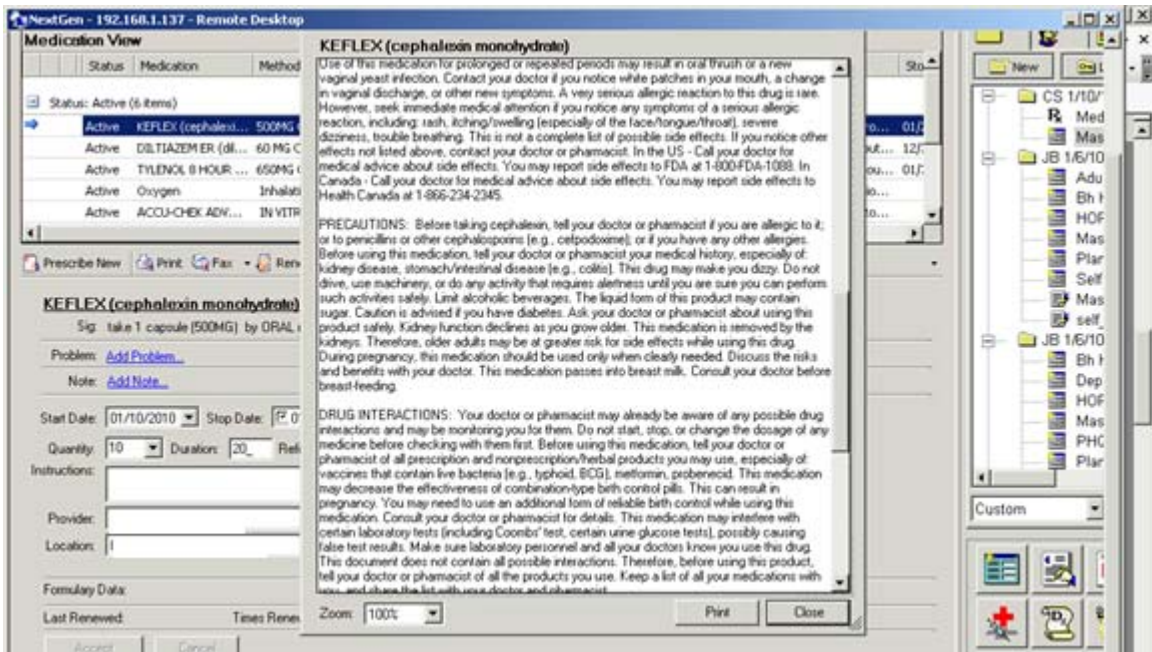 NextGen - 192.168.1.137 - Remote Desktop
Medication View
Status Medication Method Sto
Status: Active (6 items)
Active KEFLEX (cephalexi... 500MG 01/2
Active DILTIAZEM ER (dil... 60 MG C 12/
Active TYLENOL 8 HOUR ... 650MG 01/
Active Oxygen Inhalati
Active ACCU-CHEK ADV... IN VITR
Prescribe New Print Fax Rene
KEFLEX (cephalexin monohydrate)
Sig: take 1 capsule (500MG) by ORAL
Problem: Add Problem...
Note: Add Note...
Start Date: 01/10/2010 Stop Date: 0
Quantity: 10 Duration: 20_ Refi
Instructions:
Provider:
Location:
Formulary Data:
Last Renewed: Times Renew
Accept Cancel
KEFLEX (cephalexin monohydrate)
Use of this medication for prolonged or repeated periods may result in oral thrush or a new
vaginal yeast infection. Contact your doctor if you notice white patches in your mouth, a change
in vaginal discharge, or other new symptoms. A very serious allergic reaction to this drug is rare.
However, seek immediate medical attention if you notice any symptoms of a serious allergic
reaction, including: rash, itching/swelling (especially of the face/tongue/throat), severe
dizziness, trouble breathing. This is not a complete list of possible side effects. If you notice other
effects not listed above, contact your doctor or pharmacist. In the US - Call your doctor for
medical advice about side effects. You may report side effects to FDA at 1-800-FDA-1088. In
Canada - Call your doctor for medical advice about side effects. You may report side effects to
Health Canada at 1-866-234-2345.
PRECAUTIONS: Before taking cephalexin, tell your doctor or pharmacist if you are allergic to it;
or to penicillins or other cephalosporins (e.g., cefpodoxime); or if you have any other allergies.
Before using this medication, tell your doctor or pharmacist your medical history, especially of:
kidney disease, stomach/intestinal disease (e.g., colitis). This drug may make you dizzy. Do not
drive, use machinery, or do any activity that requires alertness until you are sure you can perform
such activities safely. Limit alcoholic beverages. The liquid form of this product may contain
sugar. Caution is advised if you have diabetes. Ask your doctor or pharmacist about using this
product safely. Kidney function declines as you grow older. This medication is removed by the
kidneys. Therefore, older adults may be at greater risk for side effects while using this drug.
During pregnancy, this medication should be used only when clearly needed. Discuss the risks
and benefits with your doctor. This medication passes into breast milk. Consult your doctor before
breast-feeding.
DRUG INTERACTIONS: Your doctor or pharmacist may already be aware of any possible drug
interactions and may be monitoring you for them. Do not start, stop, or change the dosage of any
medicine before checking with them first. Before using this medication, tell your doctor or
pharmacist of all prescription and nonprescription/herbal products you may use, especially of:
vaccines that contain live bacteria (e.g., typhoid, BCG), metformin, probenecid. This medication
may decrease the effectiveness of combination-type birth control pills. This can result in
pregnancy. You may need to use an additional form of reliable birth control while using this
medication. Consult your doctor or pharmacist for details. This medication may interfere with
certain laboratory tests (including Coombs' test, certain urine glucose tests), possibly causing
false test results. Make sure laboratory personnel and all your doctors know you use this drug.
This document does not contain all possible interactions. Therefore, before using this product,
tell your doctor or pharmacist of all the products you use. Keep a list of all your medications with
you, and share the list with your doctor and pharmacist.
Zoom: 100% Print Close
New
CS 1/10/
Med
Mas
JB 1/6/10
Adu
Bh H
HOF
Mas
Plar
Self
Mas
self_
JB 1/6/10
Bh H
Dep
HOF
Mas
PHC
Plar
Custom